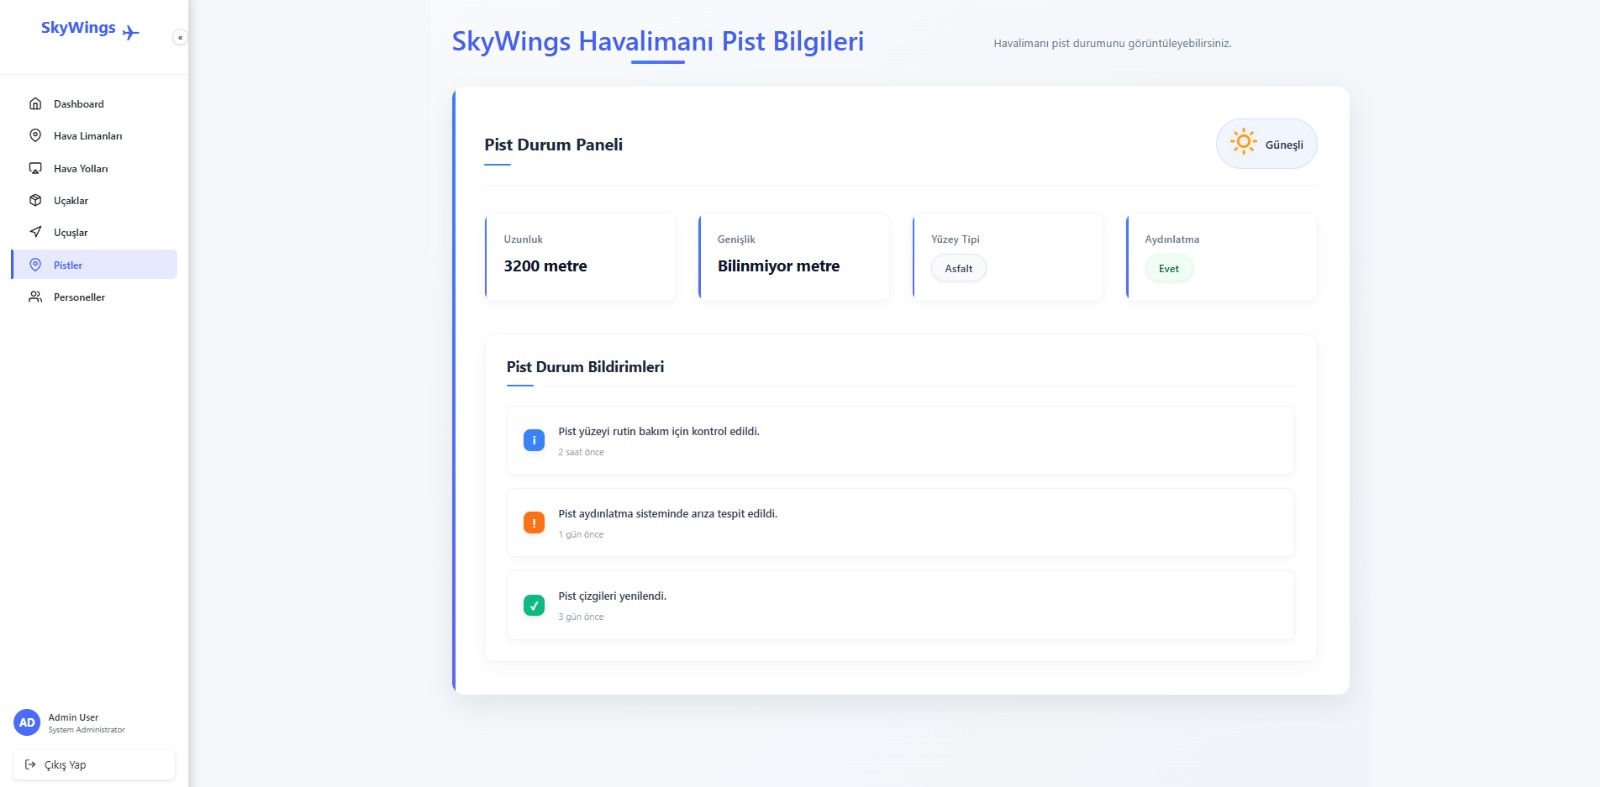 SkyWings
«
Dashboard
Hava Limanları
Hava Yolları
Uçaklar
Uçuşlar
Pistler
Personeller
AD
Admin User
System Administrator
Çıkış Yap
SkyWings Havalimanı Pist Bilgileri
Havalimanı pist durumunu görüntüleyebilirsiniz.
Pist Durum Paneli
Güneşli
Uzunluk
3200 metre
Genişlik
Bilinmiyor metre
Yüzey Tipi
Asfalt
Aydınlatma
Evet
Pist Durum Bildirimleri
i
Pist yüzeyi rutin bakım için kontrol edildi.
2 saat önce
!
Pist aydınlatma sisteminde arıza tespit edildi.
1 gün önce
✓
Pist çizgileri yenilendi.
3 gün önce